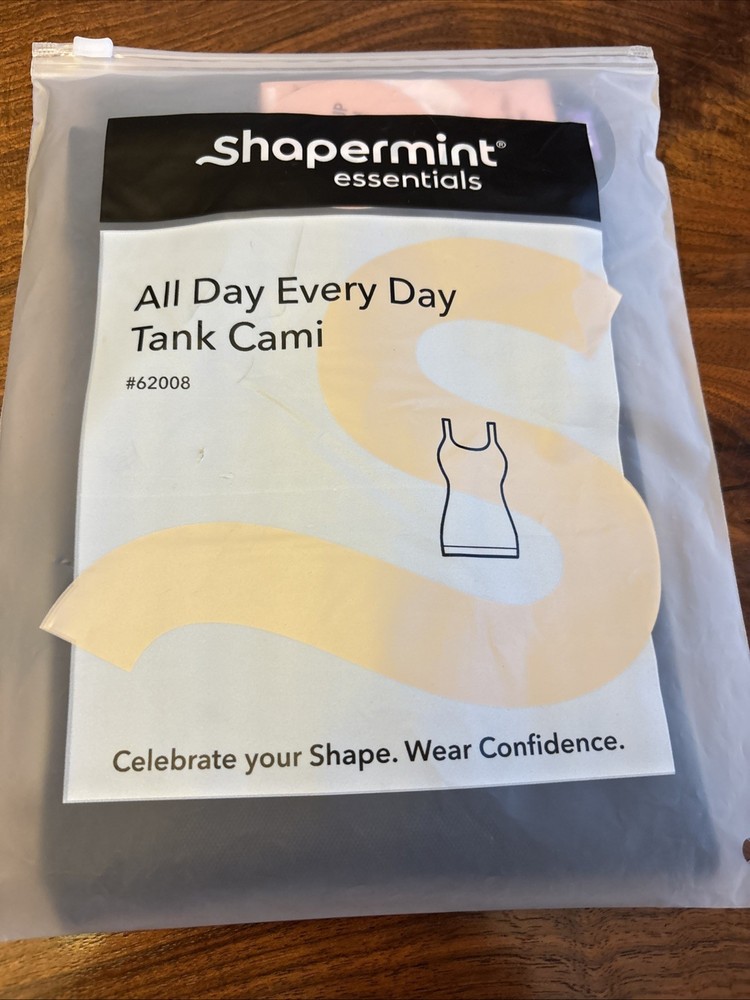 Shapermint®
essentials
All Day Every Day
Tank Cami
#62008
Celebrate your Shape. Wear Confidence.